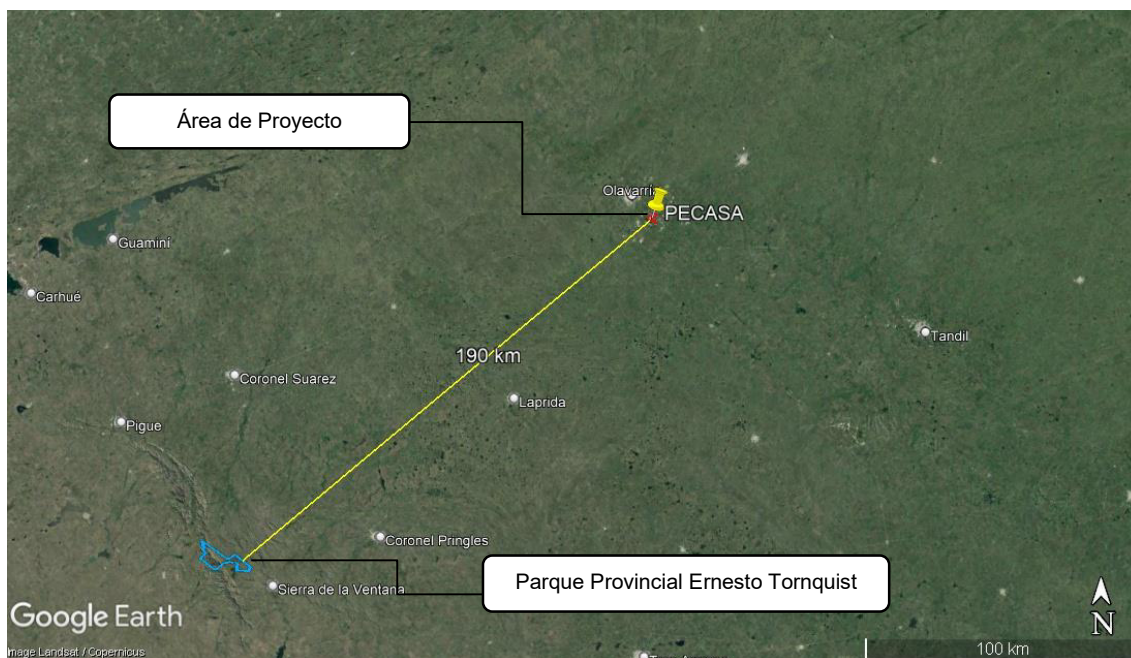 Área de Proyecto
Olavarría
PECASA
Guaminí
Carhué
Tandil
190 km
Coronel Suarez
Laprida
Pigue
Coronel Pringles
Parque Provincial Ernesto Tornquist
Sierra de la Ventana
Google Earth
N
Image Landsat / Copernicus
100 km